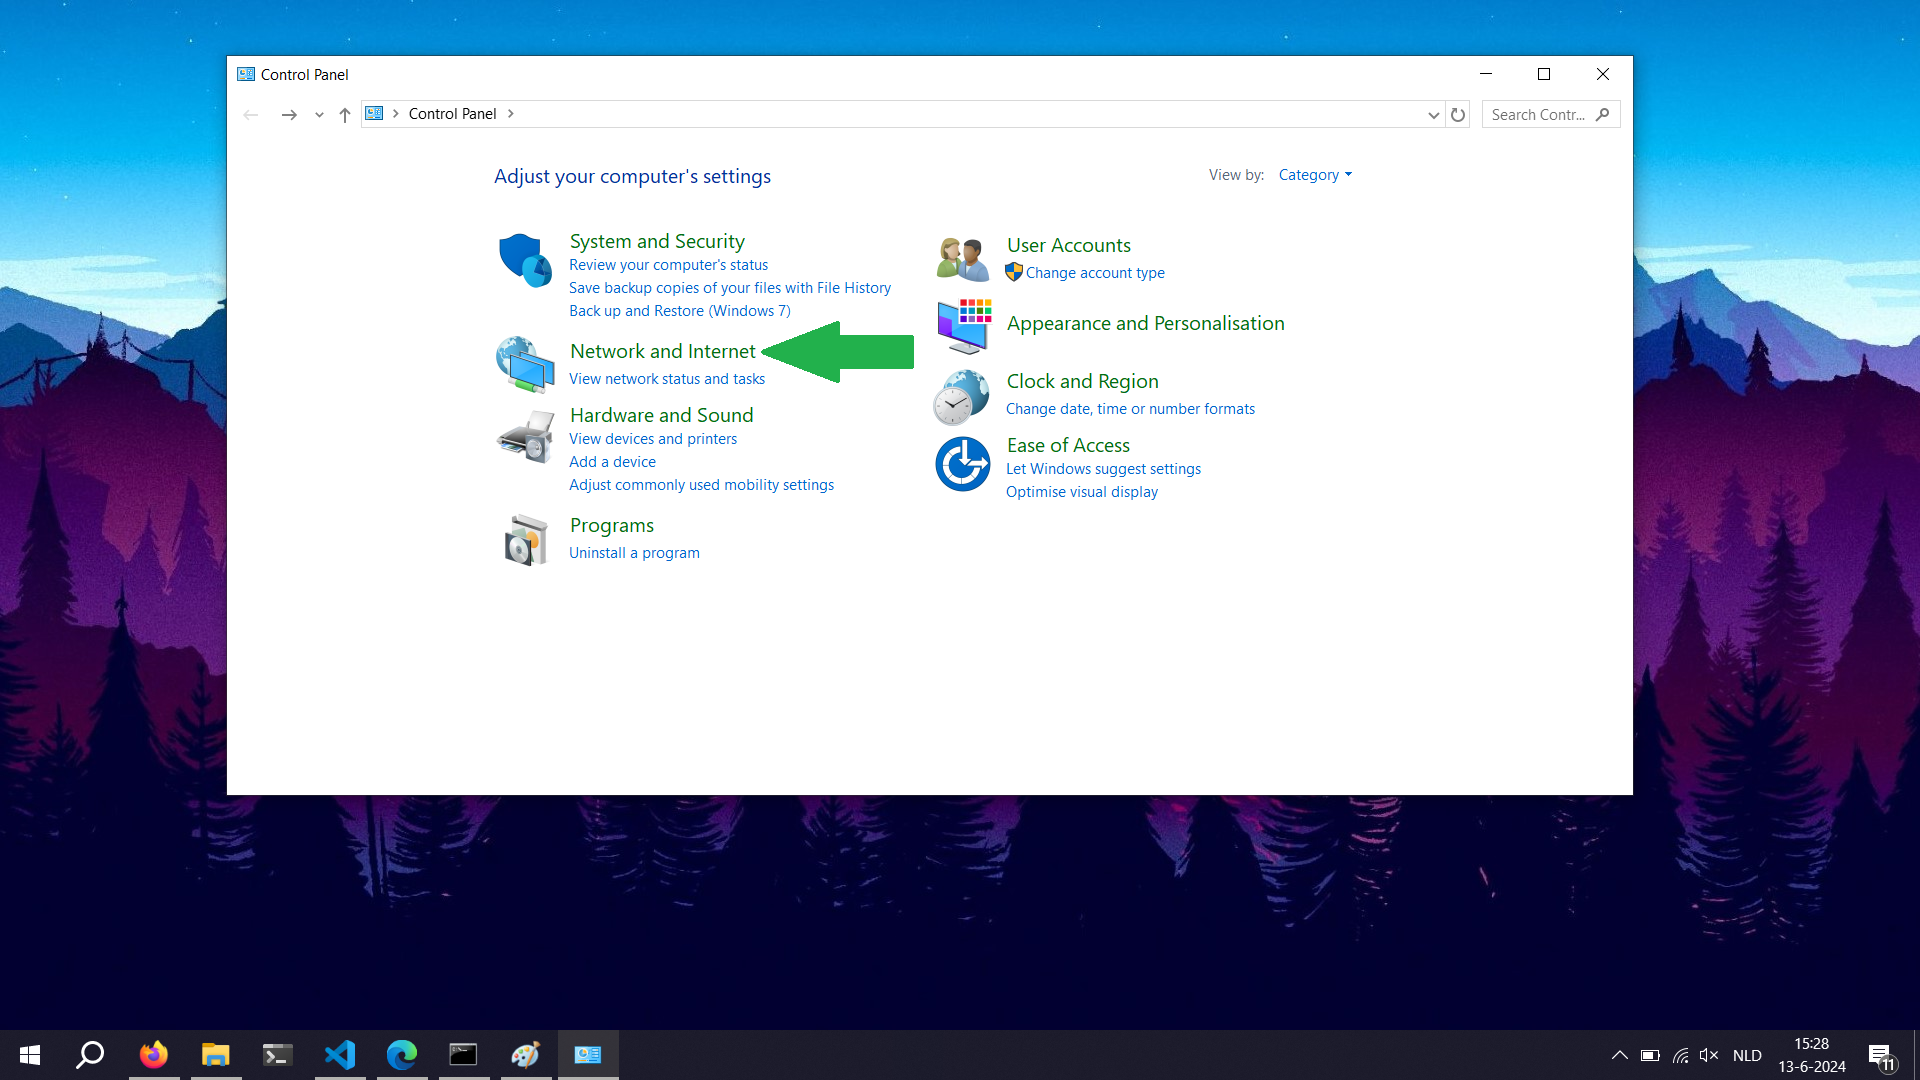 Control Panel
Control Panel
Search Contr...
Adjust your computer's settings
View by: Category
System and Security
Review your computer's status
Save backup copies of your files with File History
Back up and Restore (Windows 7)
Network and Internet
View network status and tasks
Hardware and Sound
View devices and printers
Add a device
Adjust commonly used mobility settings
Programs
Uninstall a program
User Accounts
Change account type
Appearance and Personalisation
Clock and Region
Change date, time or number formats
Ease of Access
Let Windows suggest settings
Optimise visual display
NLD
15:28
13-6-2024
11